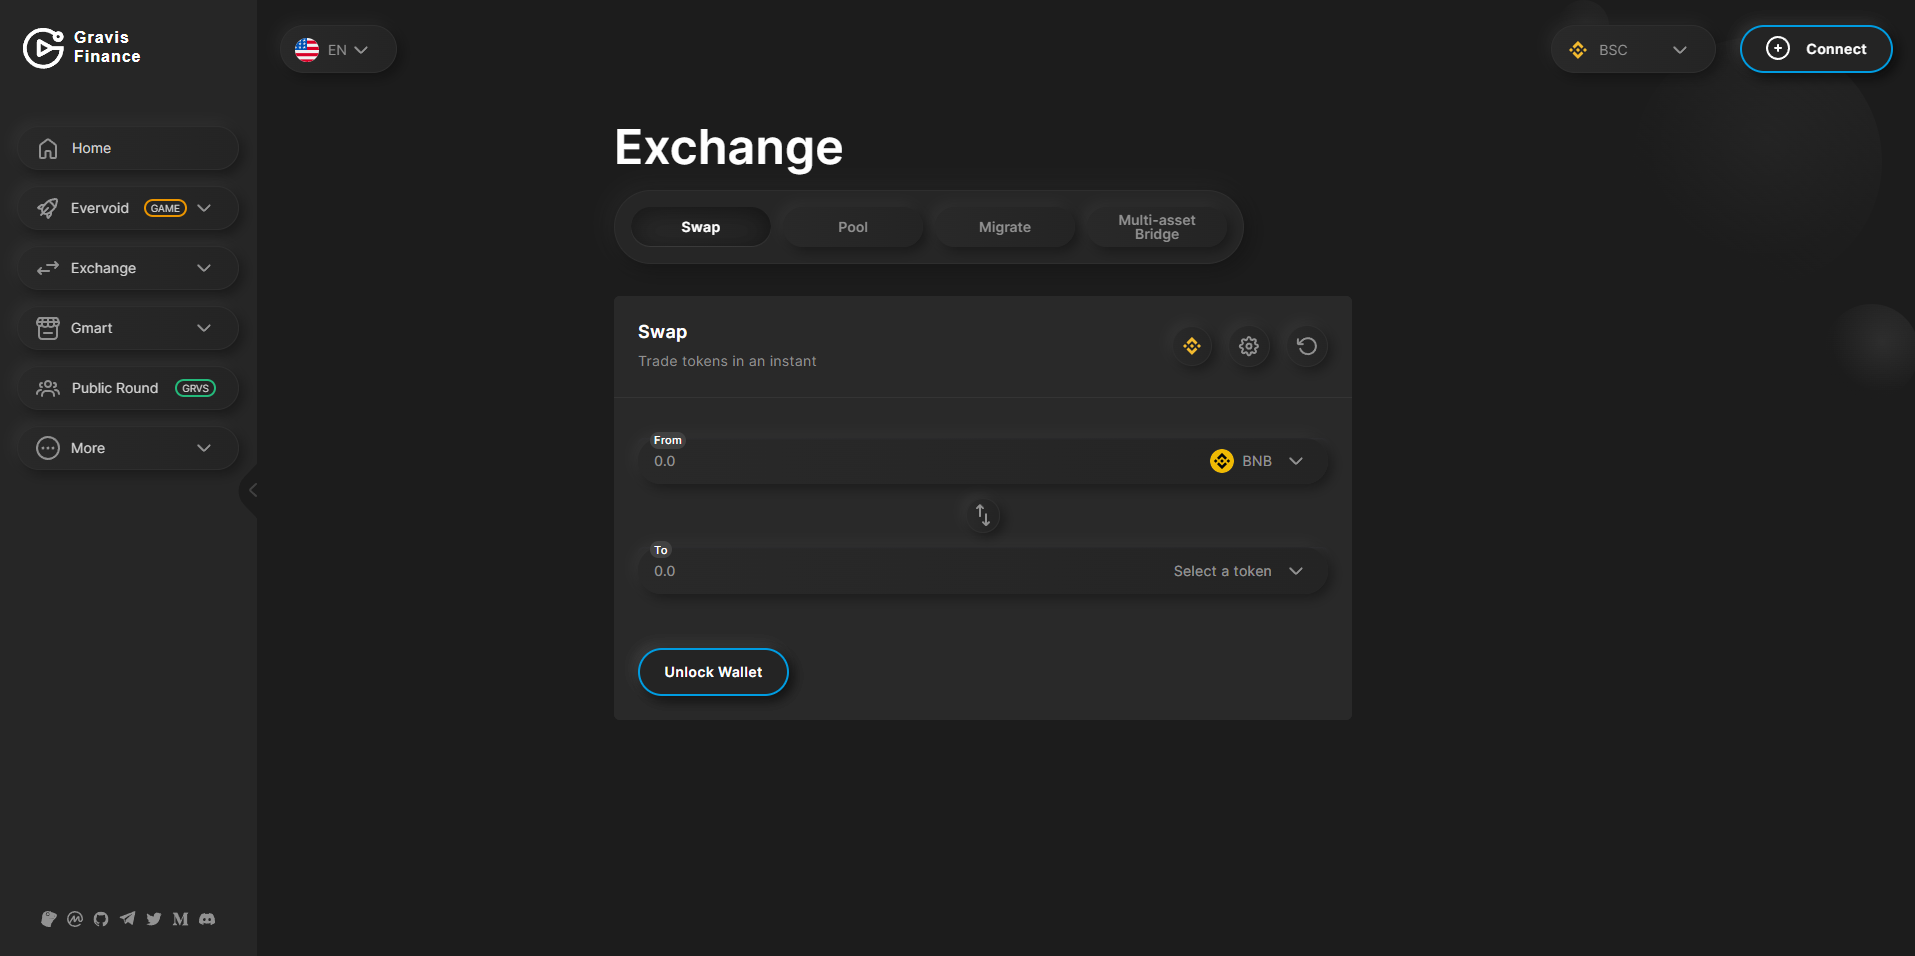 Gravis
Finance
EN
BSC
Connect
Home
Evervoid GAME
Exchange
Gmart
Public Round GRVS
More
Exchange
Swap
Pool
Migrate
Multi-asset
Bridge
Swap
Trade tokens in an instant
From
0.0
BNB
To
0.0
Select a token
Unlock Wallet